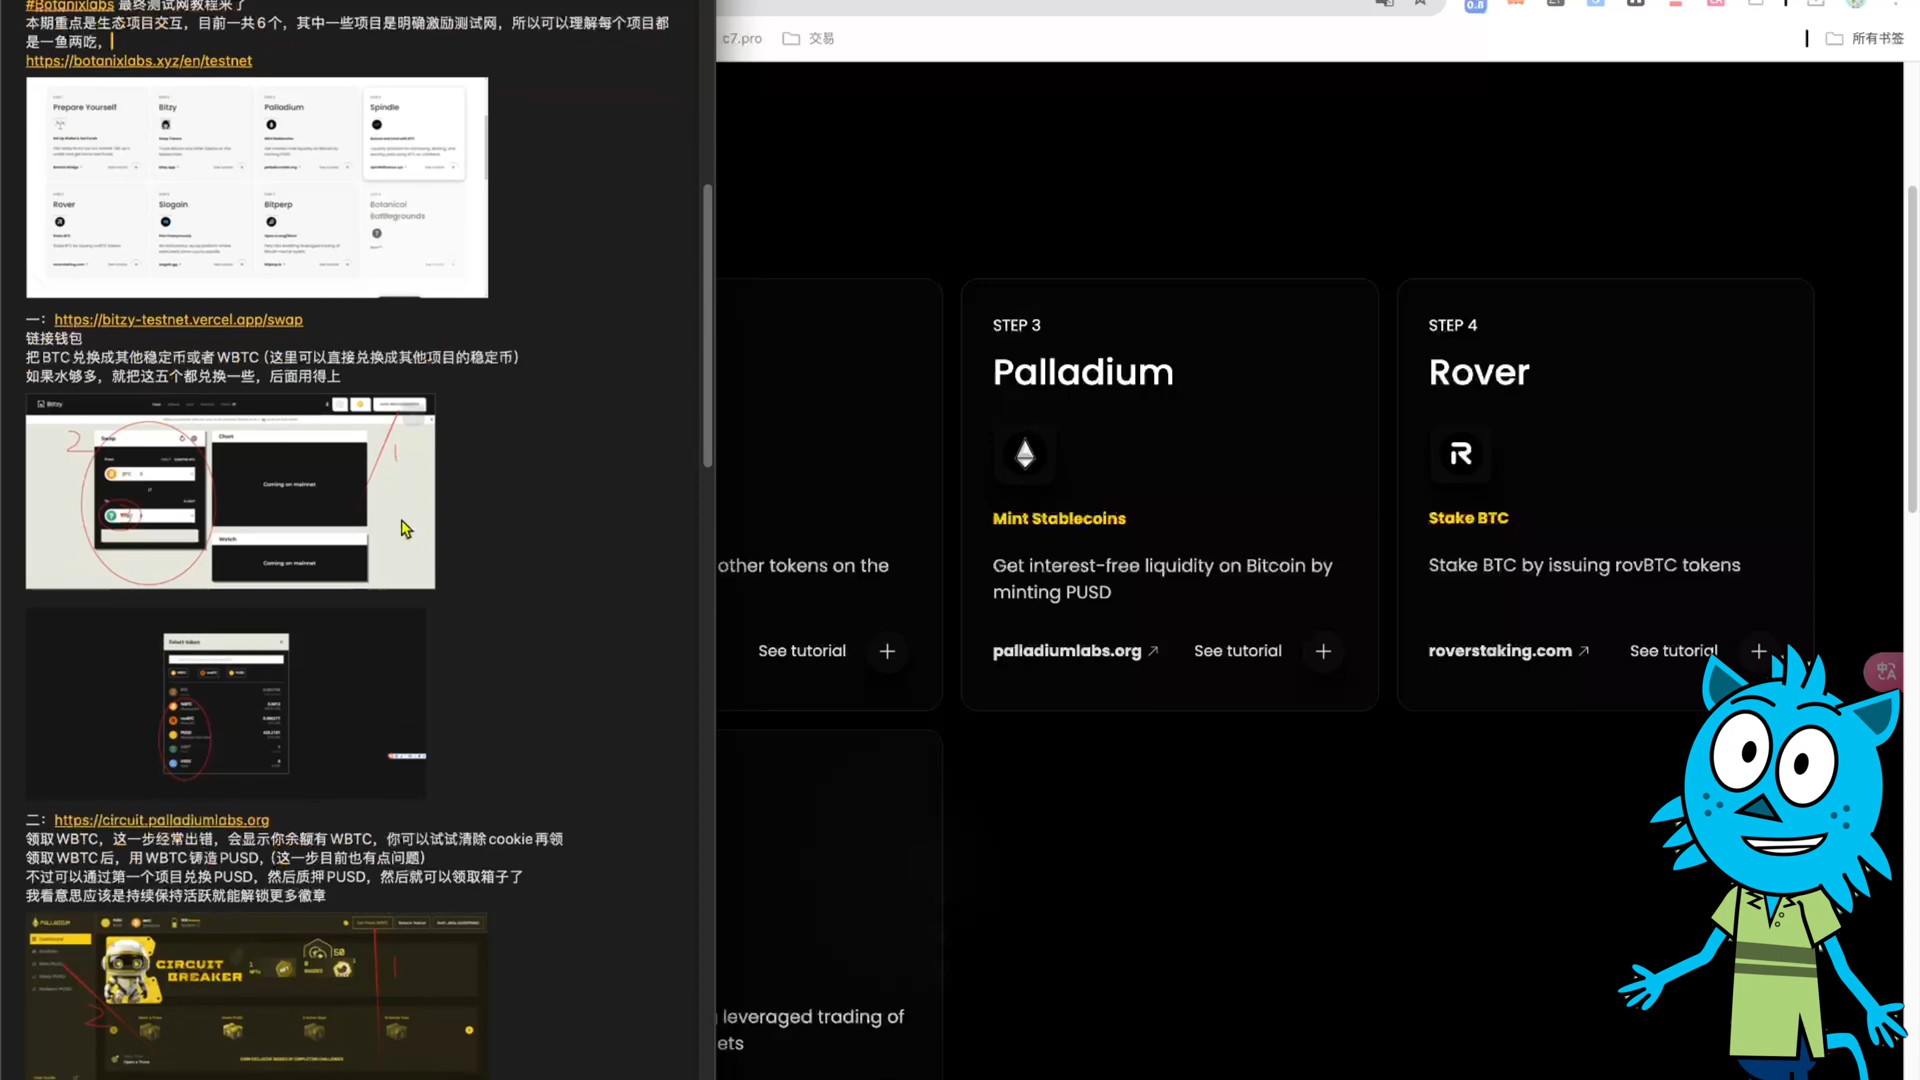 #Botanixlabs 最终测试网教程来了
本期重点是生态项目交互，目前一共6个，其中一些项目是明确激励测试网，所以可以理解每个项目都
是一鱼两吃，
https://botanixlabs.xyz/en/testnet
Prepare Yourself
Bitzy
Palladium
Spindle
Rover
Slogain
Bitperp
Botanical
Battlegrounds
一：https://bitzy-testnet.vercel.app/swap
链接钱包
把BTC兑换成其他稳定币或者WBTC（这里可以直接兑换成其他项目的稳定币）
如果水够多，就把这五个都兑换一些，后面用得上
Bitzy
Swap
Chart
2
1
Coming on mainnet
Watch
Coming on mainnet
Select token
二：https://circuit.palladiumlabs.org
领取WBTC，这一步经常出错，会显示你余额有WBTC，你可以试试清除cookie再领
领取WBTC后，用WBTC铸造PUSD，（这一步目前也有点问题）
不过可以通过第一个项目兑换PUSD，然后质押PUSD，然后就可以领取箱子了
我看意思应该是持续保持活跃就能解锁更多徽章
PALLADIUM
CIRCUIT
BREAKER
50
1
2
c7.pro
交易
所有书签
0.8
other tokens on the
See tutorial
+
STEP 3
Palladium
Mint Stablecoins
Get interest-free liquidity on Bitcoin by
minting PUSD
palladiumlabs.org ↗
See tutorial
+
STEP 4
Rover
Stake BTC
Stake BTC by issuing rovBTC tokens
roverstaking.com ↗
See tutorial
+
leveraged trading of
ets
中A